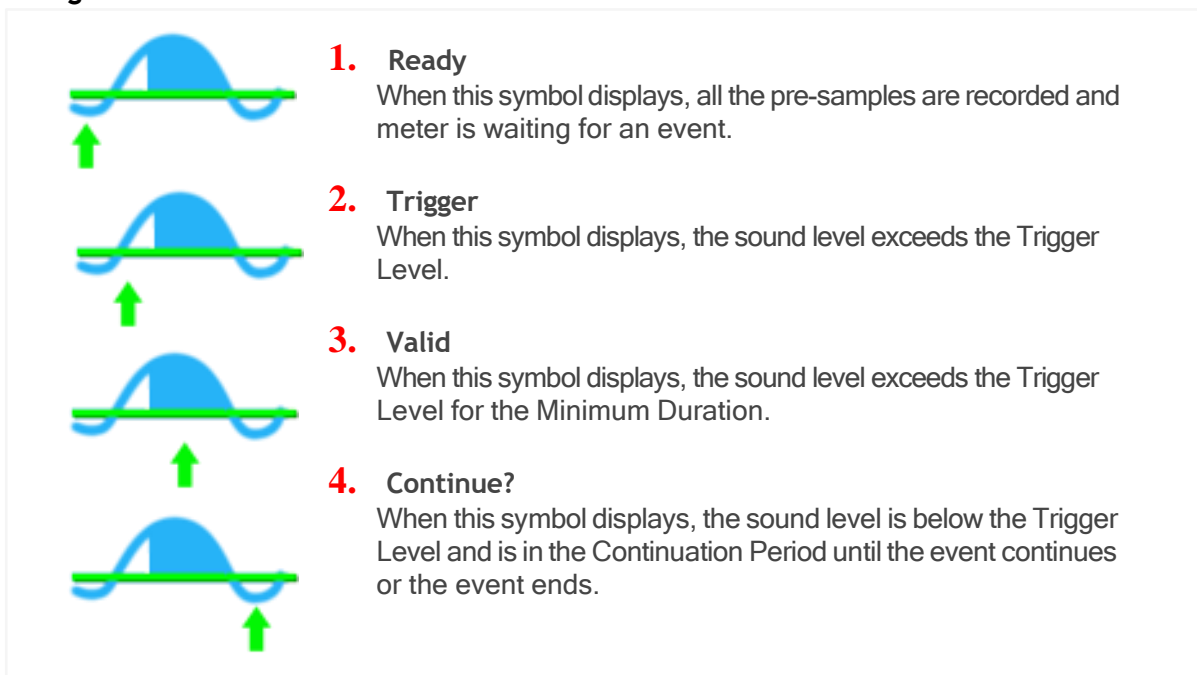 1. Ready
When this symbol displays, all the pre-samples are recorded and
meter is waiting for an event.
2. Trigger
When this symbol displays, the sound level exceeds the Trigger
Level.
3. Valid
When this symbol displays, the sound level exceeds the Trigger
Level for the Minimum Duration.
4. Continue?
When this symbol displays, the sound level is below the Trigger
Level and is in the Continuation Period until the event continues
or the event ends.